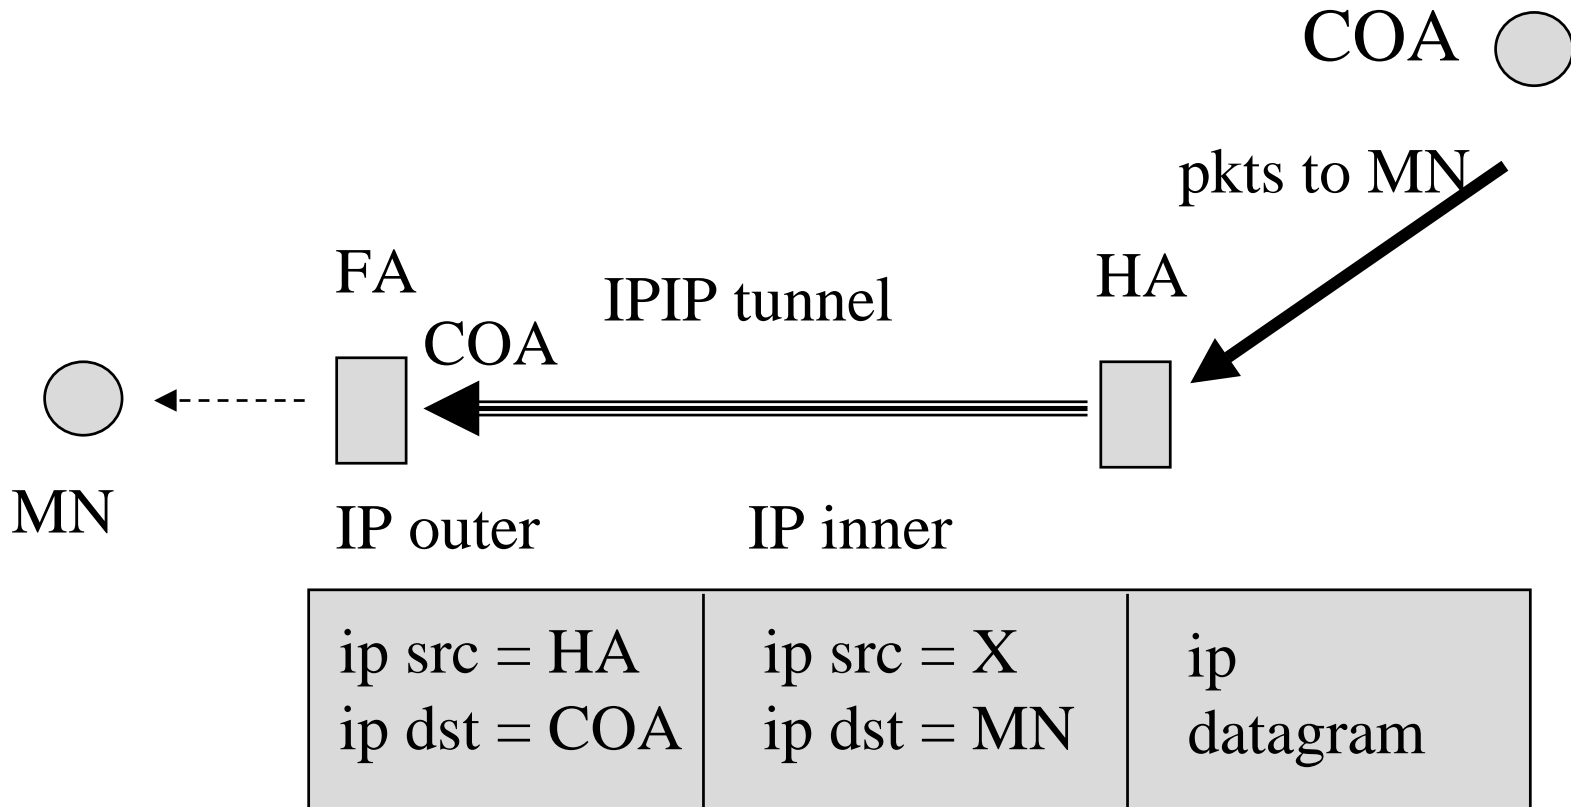 COA
pkts to MN
FA
HA
IPIP tunnel
COA
MN
IP outer
IP inner
ip src = HA
ip dst = COA
ip src = X
ip dst = MN
ip
datagram